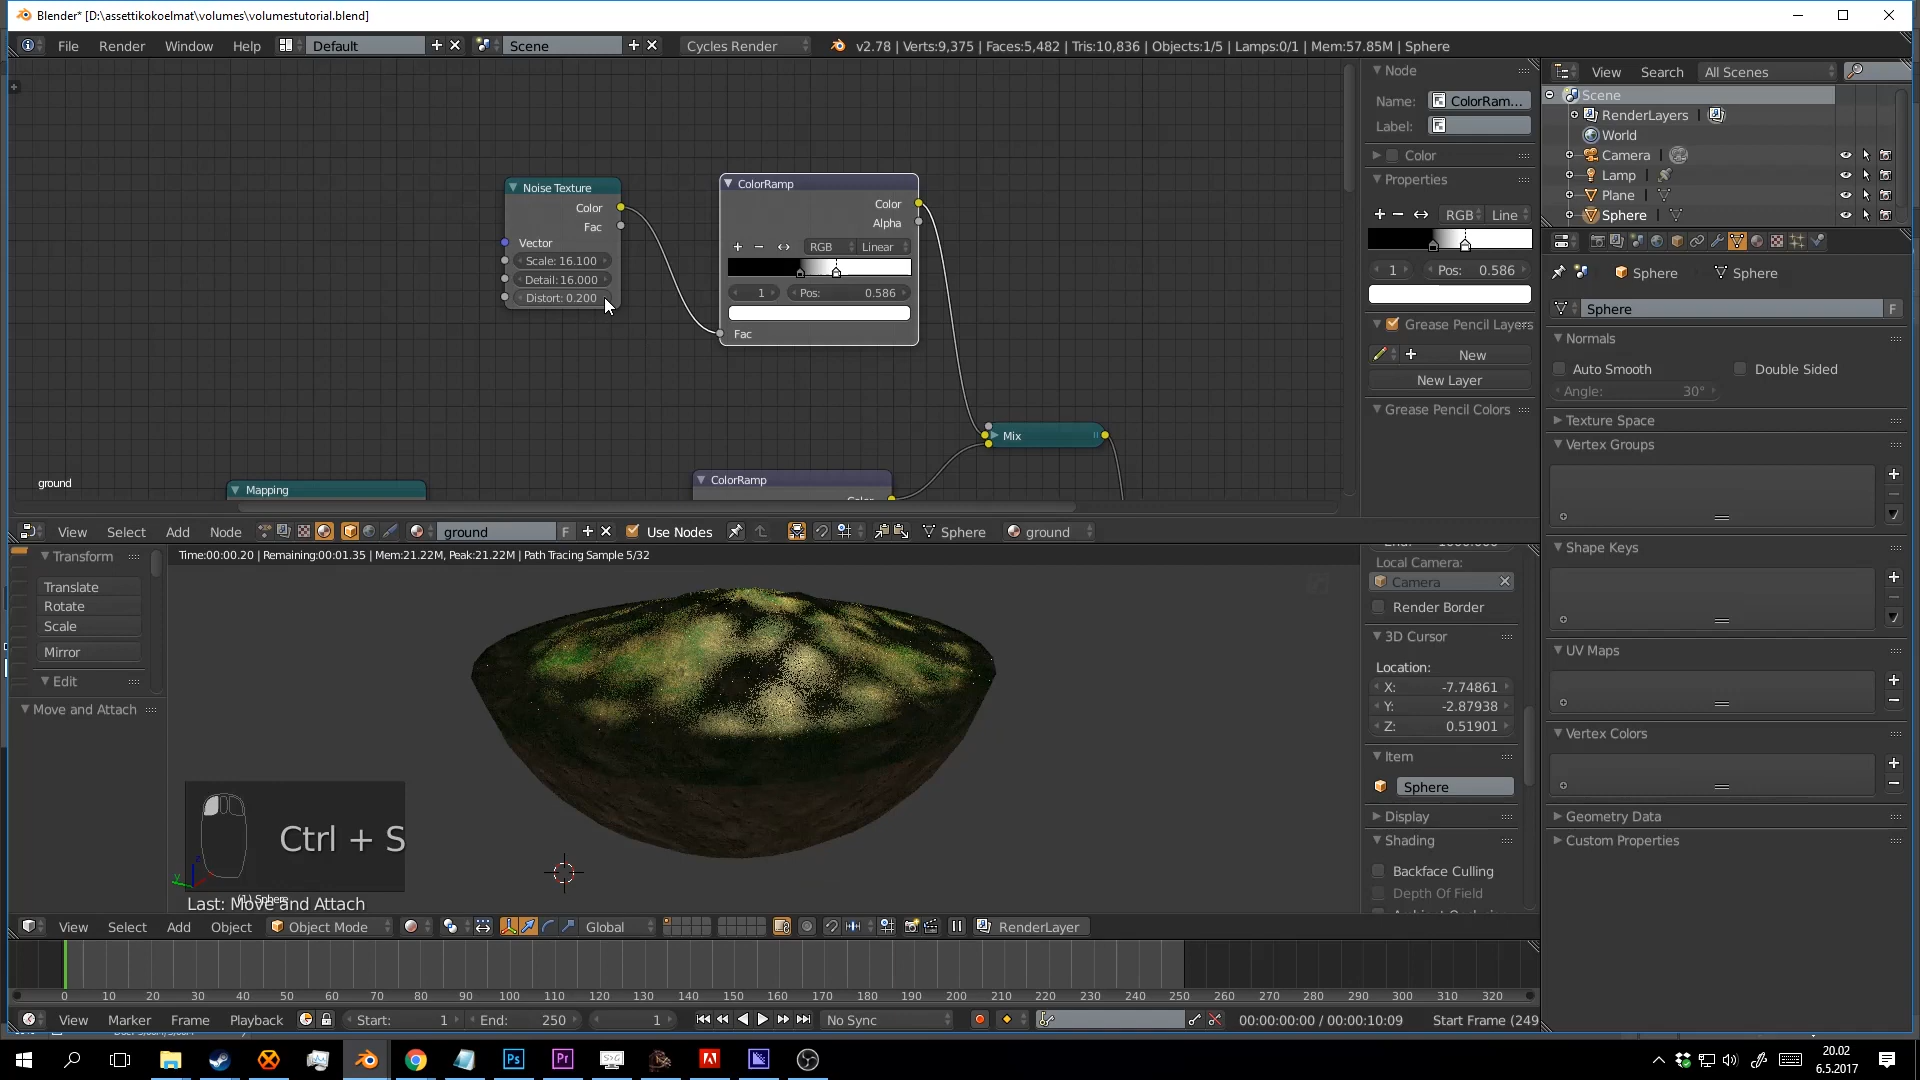 Blender* [D:\assettikokoelmat\volumes\volumestutorial.blend]
File Render Window Help Default Scene Cycles Render v2.78 | Verts:9,375 | Faces:5,482 | Tris:10,836 | Objects:1/5 | Lamps:0/1 | Mem:57.85M | Sphere
Noise Texture
Color
Fac
Vector
Scale: 16.100
Detail: 16.000
Distort: 0.200
ColorRamp
Color
Alpha
RGB Linear
1 Pos: 0.586
Fac
Mix
ColorRamp
Mapping
ground
Node
Name: ColorRam...
Label:
Color
Properties
RGB Line
1 Pos: 0.586
Grease Pencil Layers
New
New Layer
Grease Pencil Colors
View Search All Scenes
Scene
RenderLayers
World
Camera
Lamp
Plane
Sphere
Sphere Sphere
Sphere F
Normals
Auto Smooth Double Sided
Angle: 30°
Texture Space
Vertex Groups
Shape Keys
UV Maps
Vertex Colors
Geometry Data
Custom Properties
View Select Add Node ground F Use Nodes Sphere ground
Transform
Translate
Rotate
Scale
Mirror
Edit
Move and Attach
Time:00:00.20 | Remaining:00:01.35 | Mem:21.22M, Peak:21.22M | Path Tracing Sample 5/32
Ctrl + S
(1) Sphere
Last: Move and Attach
Local Camera:
Camera
Render Border
3D Cursor
Location:
X: -7.74861
Y: -2.87938
Z: 0.51901
Item
Sphere
Display
Shading
Backface Culling
Depth Of Field
View Select Add Object Object Mode Global RenderLayer
0 10 20 30 40 50 60 70 80 90 100 110 120 130 140 150 160 170 180 190 200 210 220 230 240 250 260 270 280 290 300 310 320
View Marker Frame Playback Start: 1 End: 250 1 No Sync 00:00:00:00 / 00:00:10:09 Start Frame (249
20.02
6.5.2017